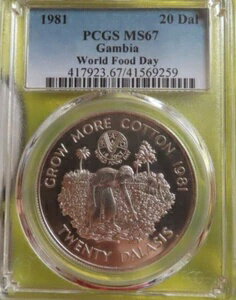 1981 20 Dal
PCGS MS67
Gambia
World Food Day
417923.67/41569259
GROW MORE COTTON 1981
TWENTY DALASIS